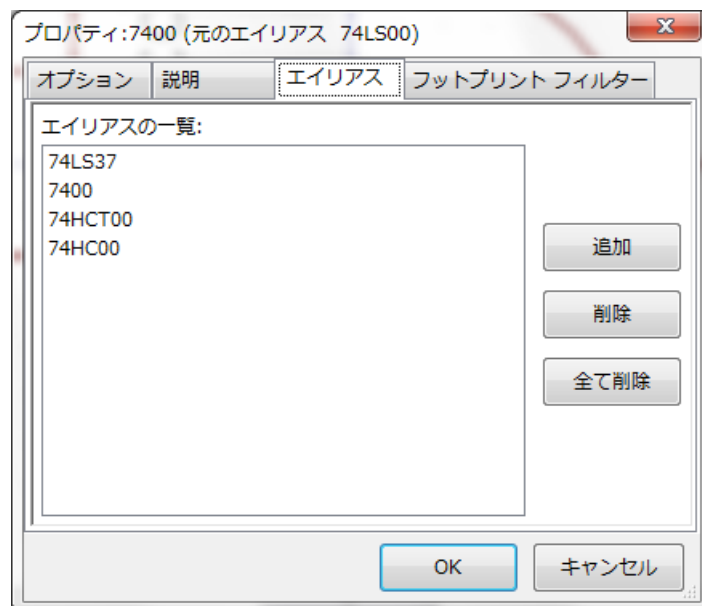 プロパティ:7400 (元のエイリアス 74LS00)
オプション 説明 エイリアス フットプリント フィルター
エイリアスの一覧:
74LS37
7400
74HCT00
74HC00
追加
削除
全て削除
OK キャンセル